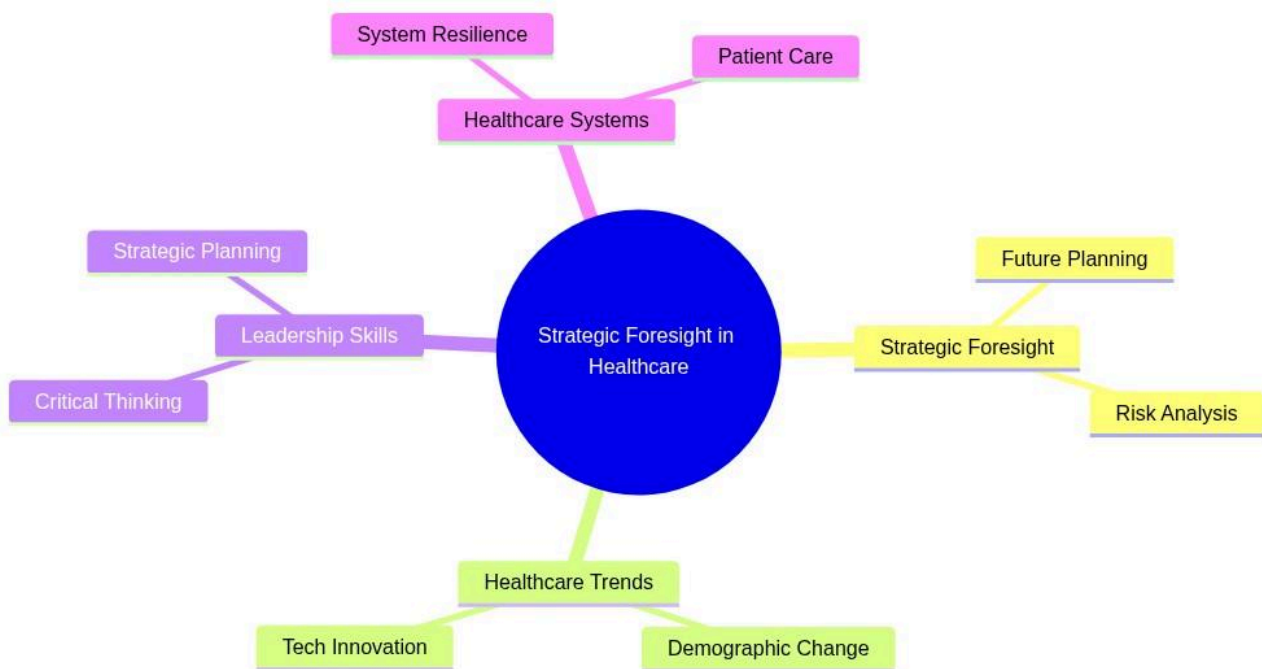 System Resilience
Patient Care
Healthcare Systems
Strategic Planning
Future Planning
Leadership Skills
Strategic Foresight in
Healthcare
Strategic Foresight
Critical Thinking
Risk Analysis
Healthcare Trends
Tech Innovation
Demographic Change